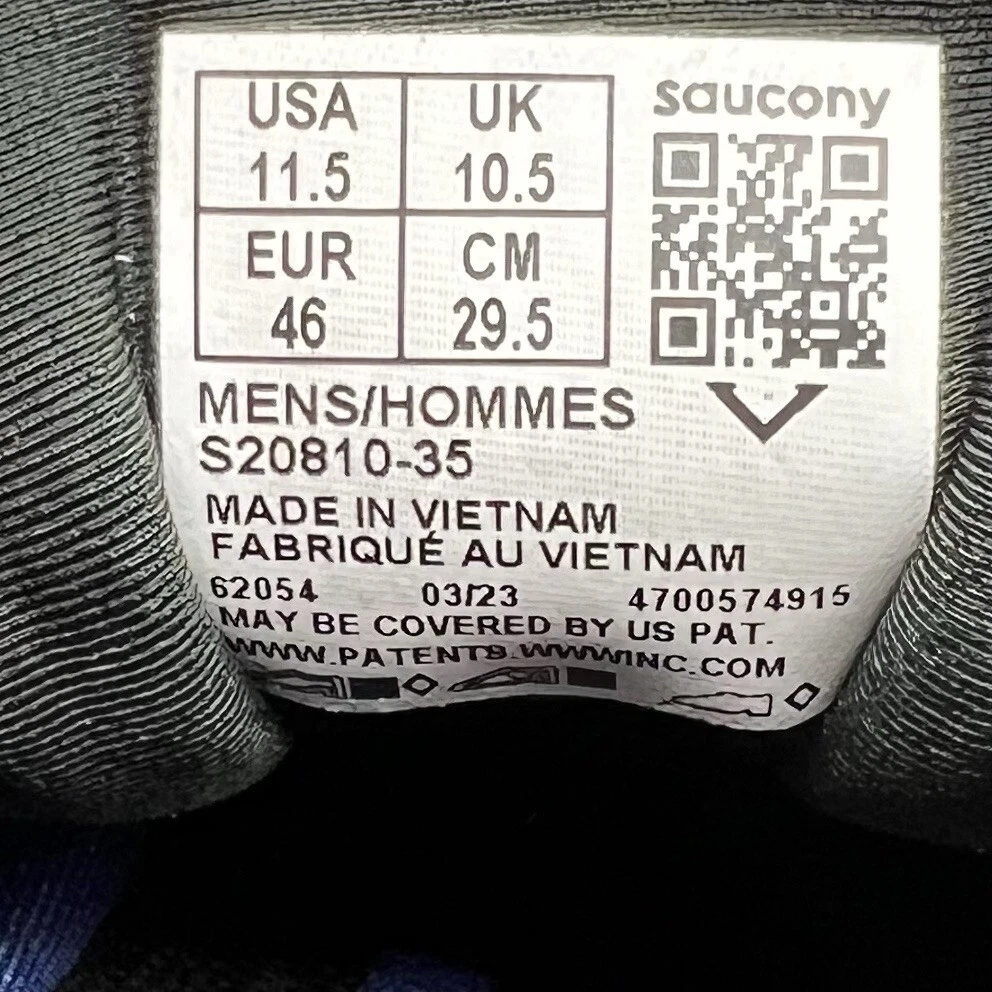 USA UK
11.5 10.5
EUR CM
46 29.5
saucony
MENS/HOMMES
S20810-35
MADE IN VIETNAM
FABRIQUÉ AU VIETNAM
62054 03/23 4700574915
MAY BE COVERED BY US PAT.
WWW.PATENTS.WWWINC.COM